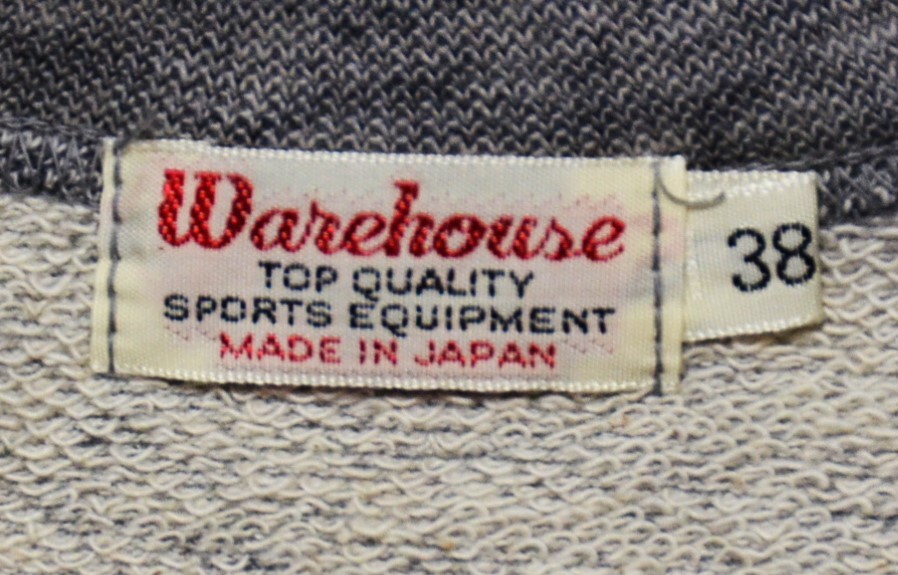 Warehouse
TOP QUALITY
SPORTS EQUIPMENT
MADE IN JAPAN
38